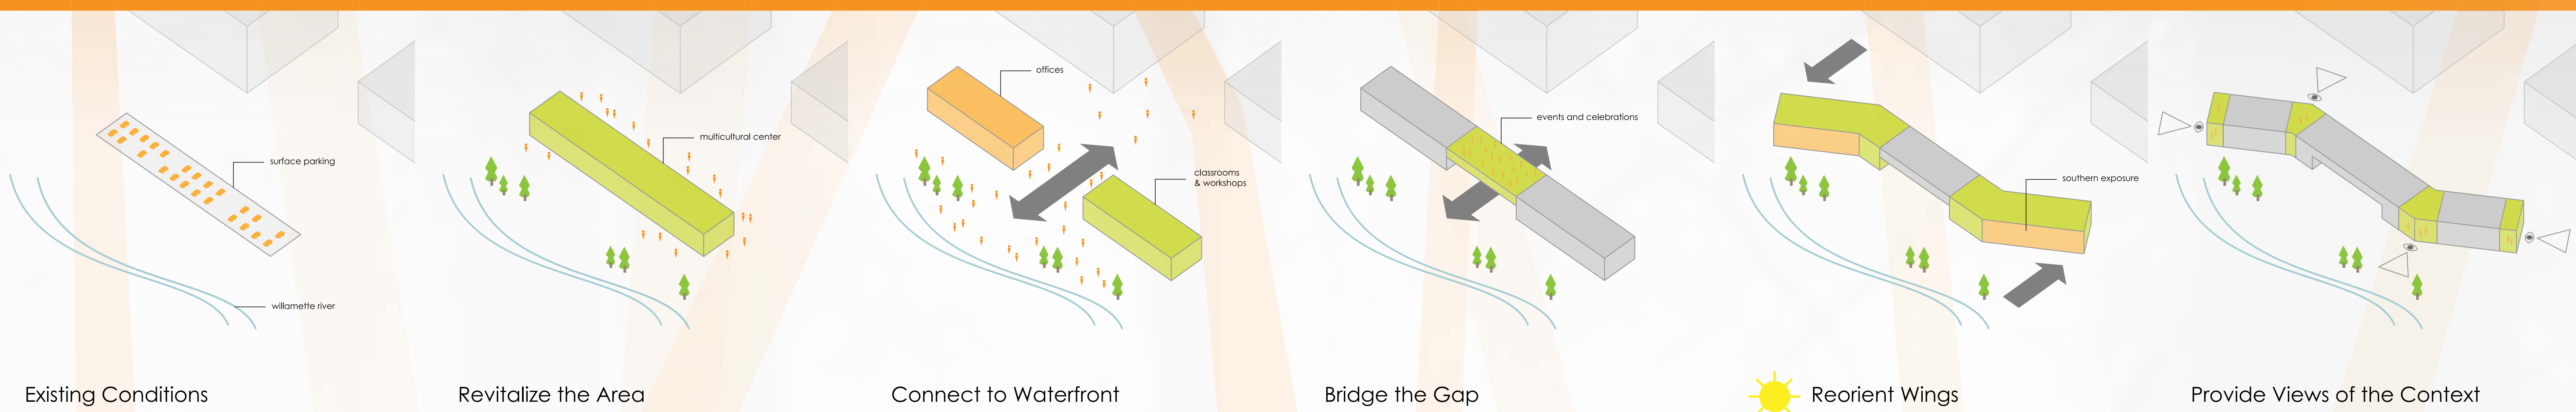 surface parking
willamette river
Existing Conditions
multicultural center
Revitalize the Area
offices
classrooms
& workshops
Connect to Waterfront
events and celebrations
Bridge the Gap
southern exposure
Reorient Wings
Provide Views of the Context